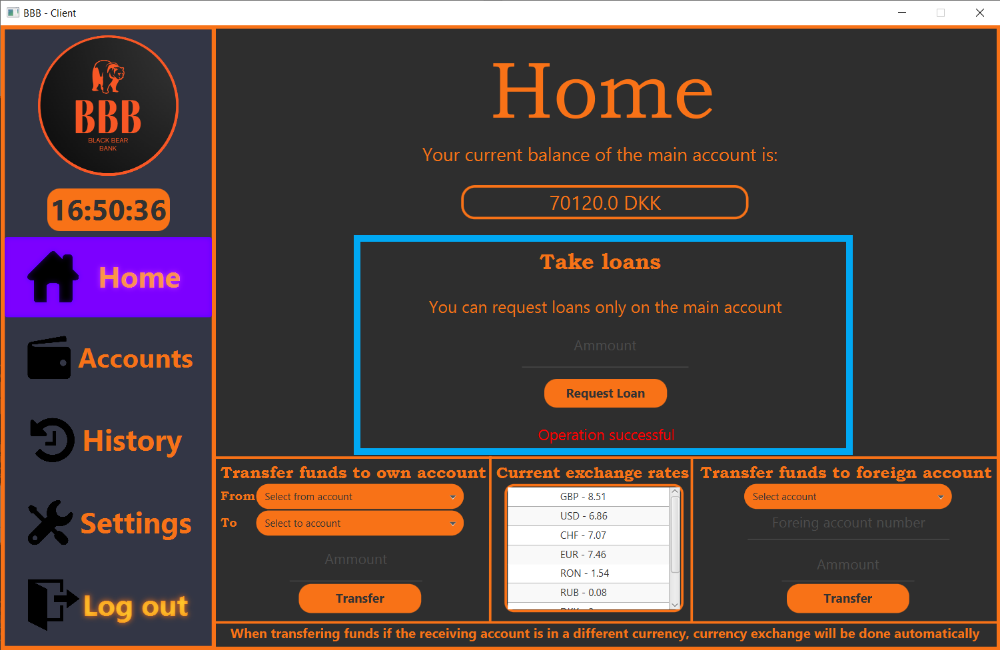 BBB - Client
BBB
BLACK BEAR
BANK
16:50:36
Home
Accounts
History
Settings
Log out
Home
Your current balance of the main account is:
70120.0 DKK
Take loans
You can request loans only on the main account
Ammount
Request Loan
Operation successful
Transfer funds to own account
From
Select from account
To
Select to account
Ammount
Transfer
Current exchange rates
GBP - 8.51
USD - 6.86
CHF - 7.07
EUR - 7.46
RON - 1.54
RUB - 0.08
Transfer funds to foreign account
Select account
Foreing account number
Amount
Transfer
When transfering funds if the receiving account is in a different currency, currency exchange will be done automatically